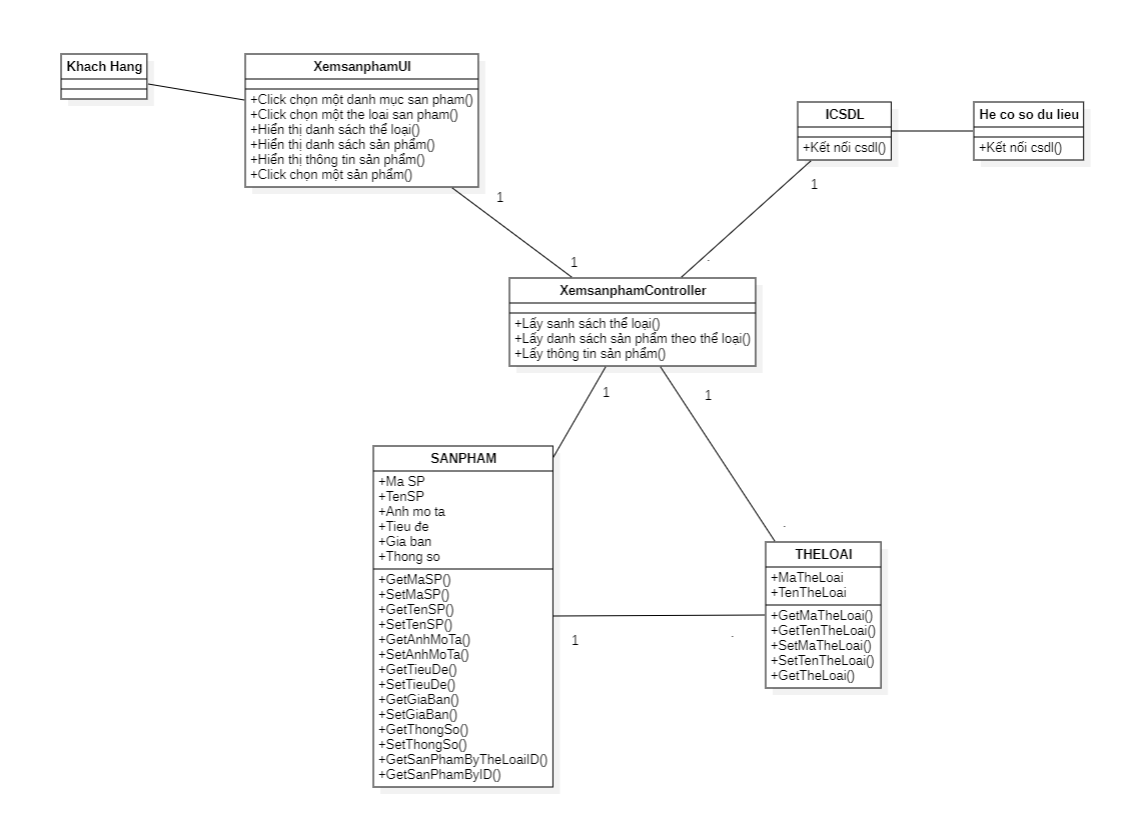 Khach Hang
XemsanphamUI
+Click chọn một danh mục san pham()
+Click chọn một the loai san pham()
+Hiển thị danh sách thể loại()
+Hiển thị danh sách sản phẩm()
+Hiển thị thông tin sản phẩm()
+Click chọn một sản phẩm()
ICSDL
+Kết nối csdl()
He co so du lieu
+Kết nối csdl()
1
1
1
XemsanphamController
+Lấy sanh sách thể loại()
+Lấy danh sách sản phẩm theo thể loại()
+Lấy thông tin sản phẩm()
1
1
SANPHAM
+Ma SP
+TenSP
+Anh mo ta
+Tieu đe
+Gia ban
+Thong so
+GetMaSP()
+SetMaSP()
+GetTenSP()
+SetTenSP()
+GetAnhMoTa()
+SetAnhMoTa()
+GetTieuDe()
+SetTieuDe()
+GetGiaBan()
+SetGiaBan()
+GetThongSo()
+SetThongSo()
+GetSanPhamByTheLoaiID()
+GetSanPhamByID()
1
THELOAI
+MaTheLoai
+TenTheLoai
+GetMaTheLoai()
+GetTenTheLoai()
+SetMaTheLoai()
+SetTenTheLoai()
+GetTheLoai()